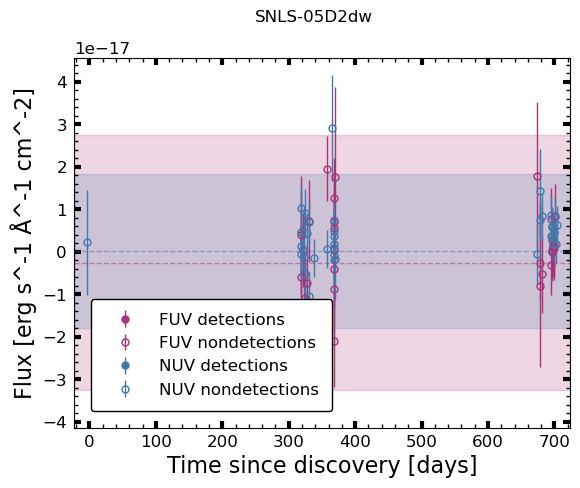 SNLS-05D2dw
1e−17
4
3
2
1
0
−1
−2
−3
−4
Flux [erg s^-1 Å^-1 cm^-2]
FUV detections
FUV nondetections
NUV detections
NUV nondetections
0 100 200 300 400 500 600 700
Time since discovery [days]